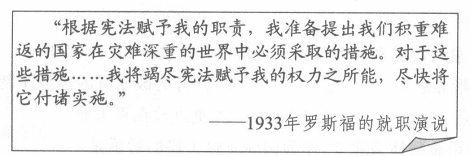 “根据宪法赋予我的职责，我准备提出我们积重难
返的国家在灾难深重的世界中必须采取的措施。对于这
些措施……我将竭尽宪法赋予我的权力之所能，尽快将
它付诸实施。”
——1933年罗斯福的就职演说